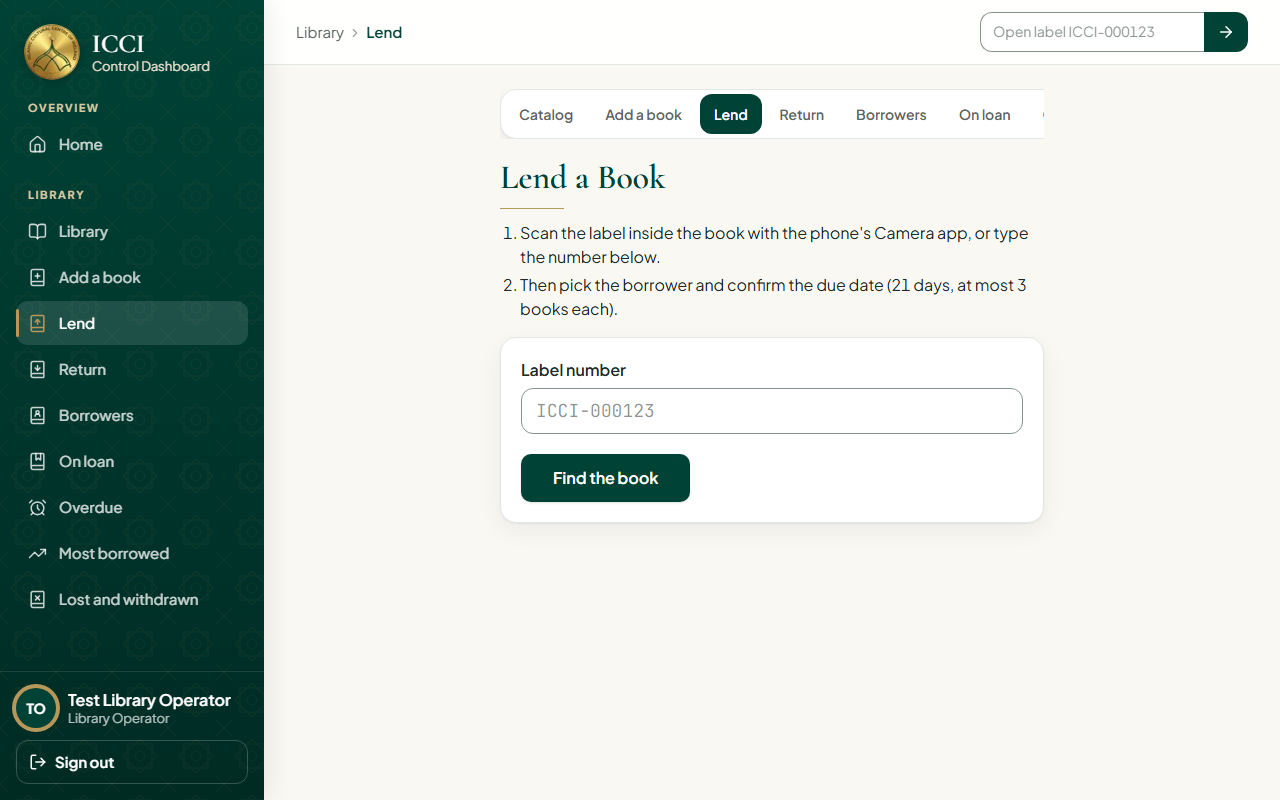 ICCI
Control Dashboard
OVERVIEW
Home
LIBRARY
Library
Add a book
Lend
Return
Borrowers
On loan
Overdue
Most borrowed
Lost and withdrawn
TO
Test Library Operator
Library Operator
Sign out
Library > Lend
Open label ICCI-000123
Catalog Add a book Lend Return Borrowers On loan
Lend a Book
1. Scan the label inside the book with the phone's Camera app, or type
the number below.
2. Then pick the borrower and confirm the due date (21 days, at most 3
books each).
Label number
ICCI-000123
Find the book